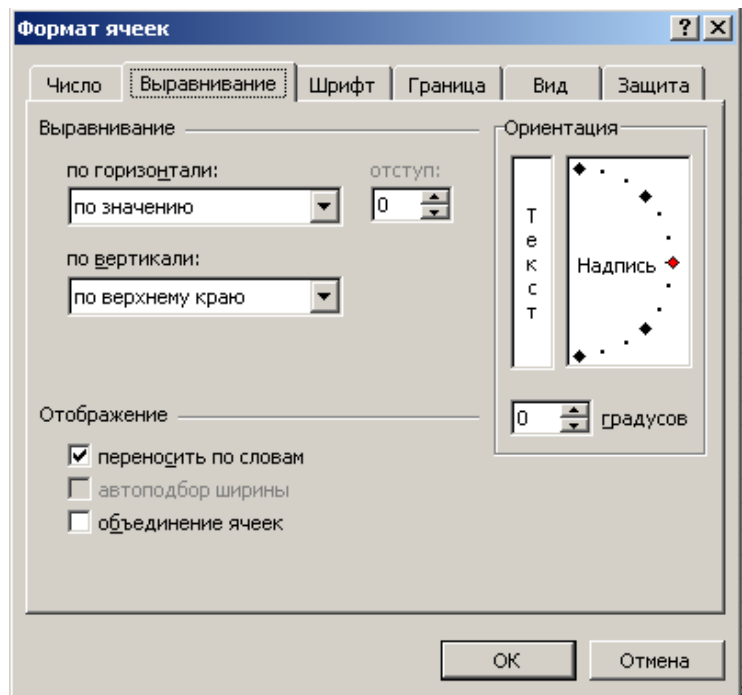 Формат ячеек
Число Выравнивание Шрифт Граница Вид Защита
Выравнивание
по горизонтали: отступ:
по значению 0
по вертикали:
по верхнему краю
Ориентация
Текст
Надпись
0 градусов
Отображение
переносить по словам
автоподбор ширины
объединение ячеек
ОК Отмена